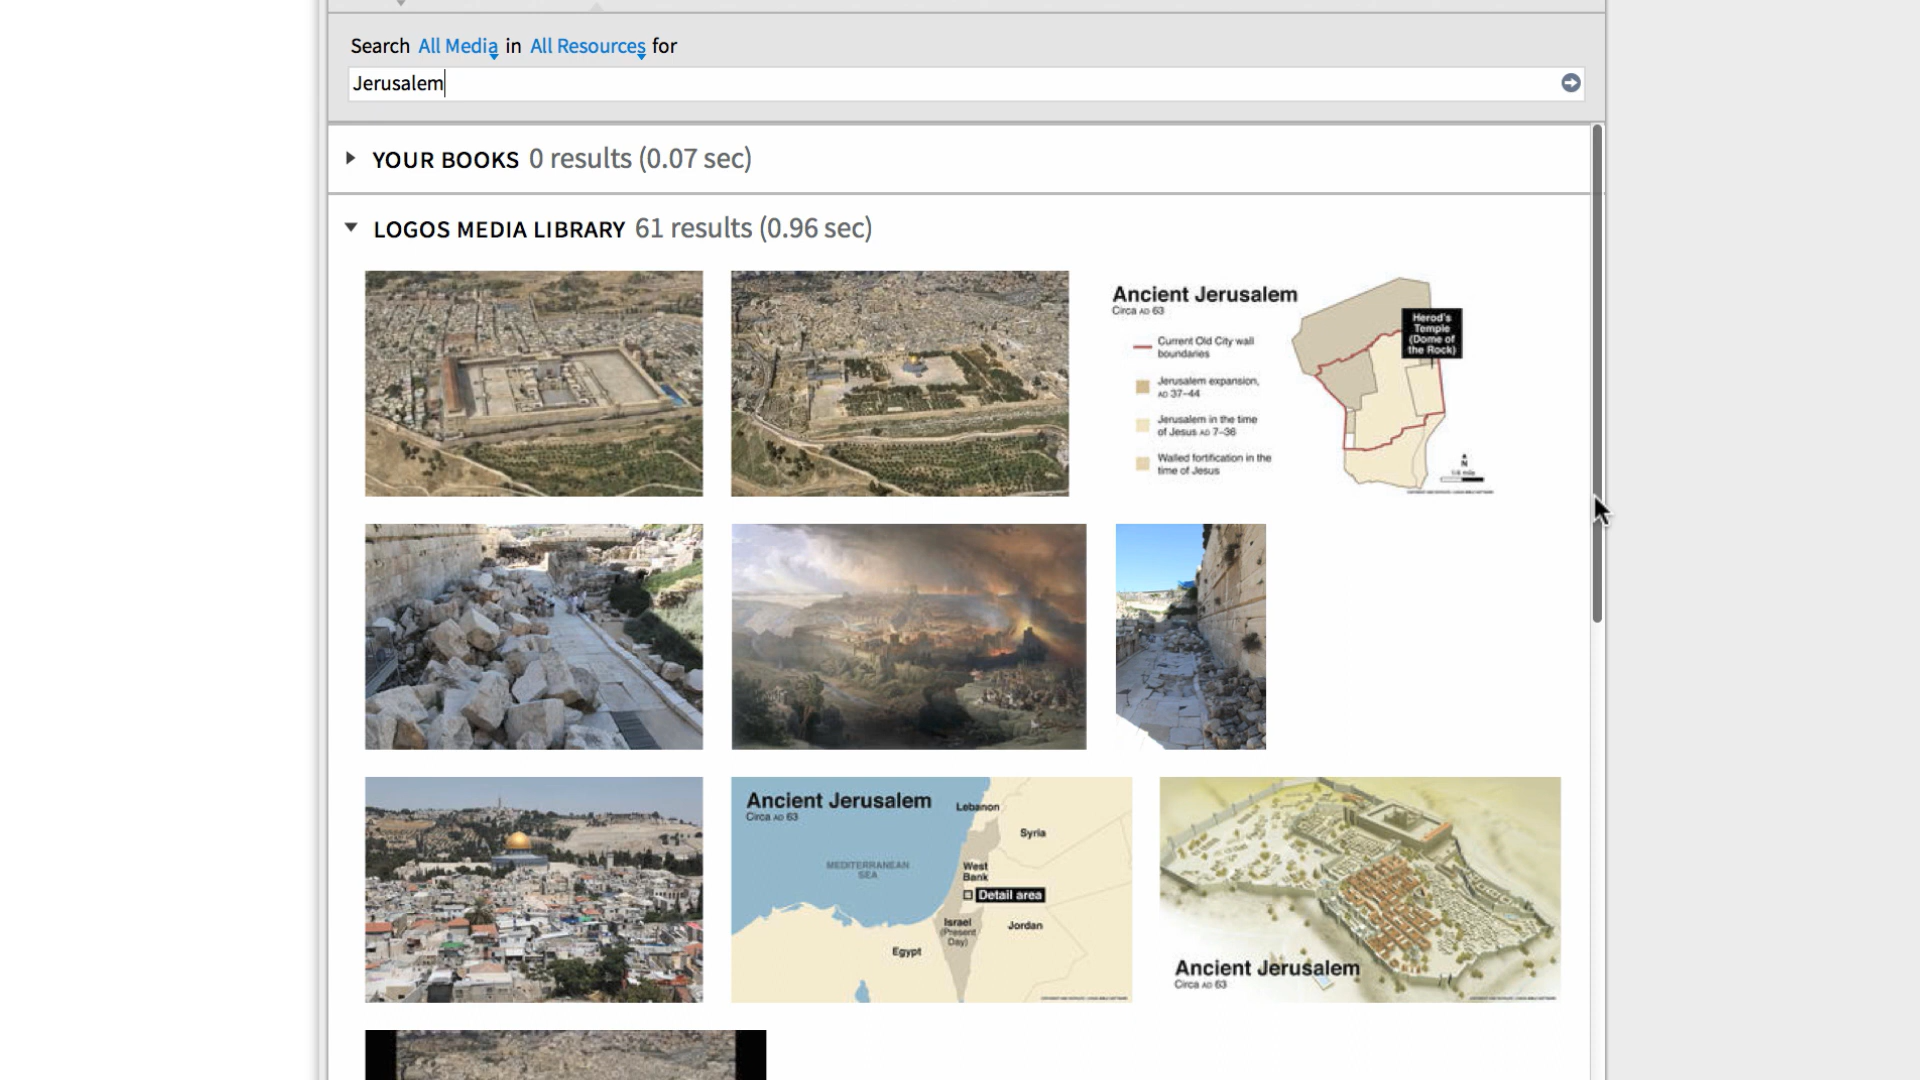 Search All Media in All Resources for
Jerusalem
YOUR BOOKS 0 results (0.07 sec)
LOGOS MEDIA LIBRARY 61 results (0.96 sec)
Ancient Jerusalem
Circa AD 63
Current Old City wall
boundaries
Jerusalem expansion,
AD 37–44
Jerusalem in the time
of Jesus AD 7–36
Walled fortification in the
time of Jesus
Herod's
Temple
(Dome of
the Rock)
N
Ancient Jerusalem
Circa AD 63
Lebanon
Syria
MEDITERRANEAN
SEA
West
Bank
Detail area
Israel
(Present
Day)
Jordan
Egypt
Ancient Jerusalem
Circa AD 63